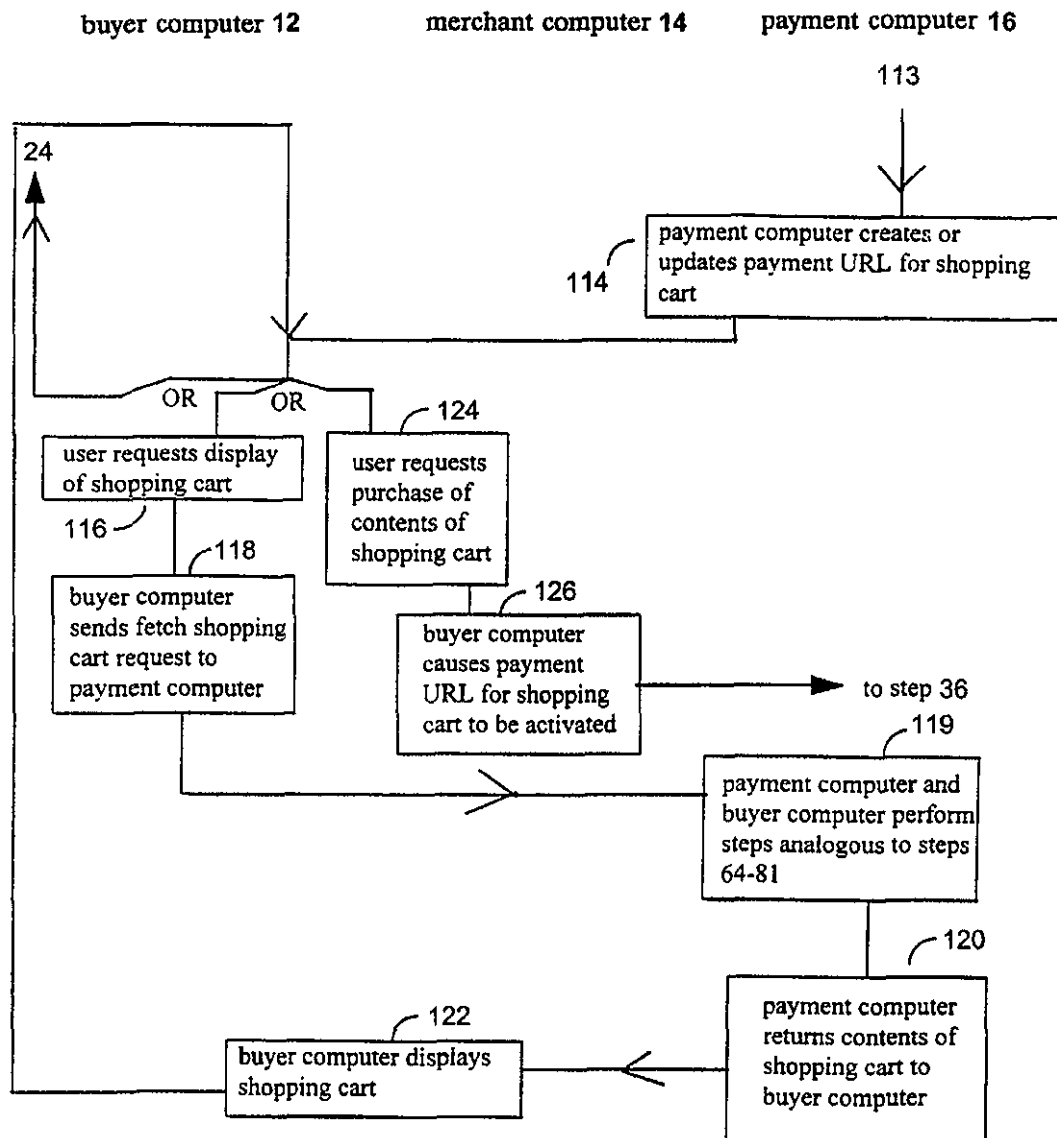 buyer computer 12
merchant computer 14
payment computer 16
113
24
payment computer creates or
updates payment URL for shopping
cart
114
OR
OR
124
user requests display
of shopping cart
116
user requests
purchase of
contents of
shopping cart
118
buyer computer
sends fetch shopping
cart request to
payment computer
126
buyer computer
causes payment
URL for shopping
cart to be activated
to step 36
119
payment computer and
buyer computer perform
steps analogous to steps
64-81
120
payment computer
returns contents of
shopping cart to
buyer computer
122
buyer computer displays
shopping cart